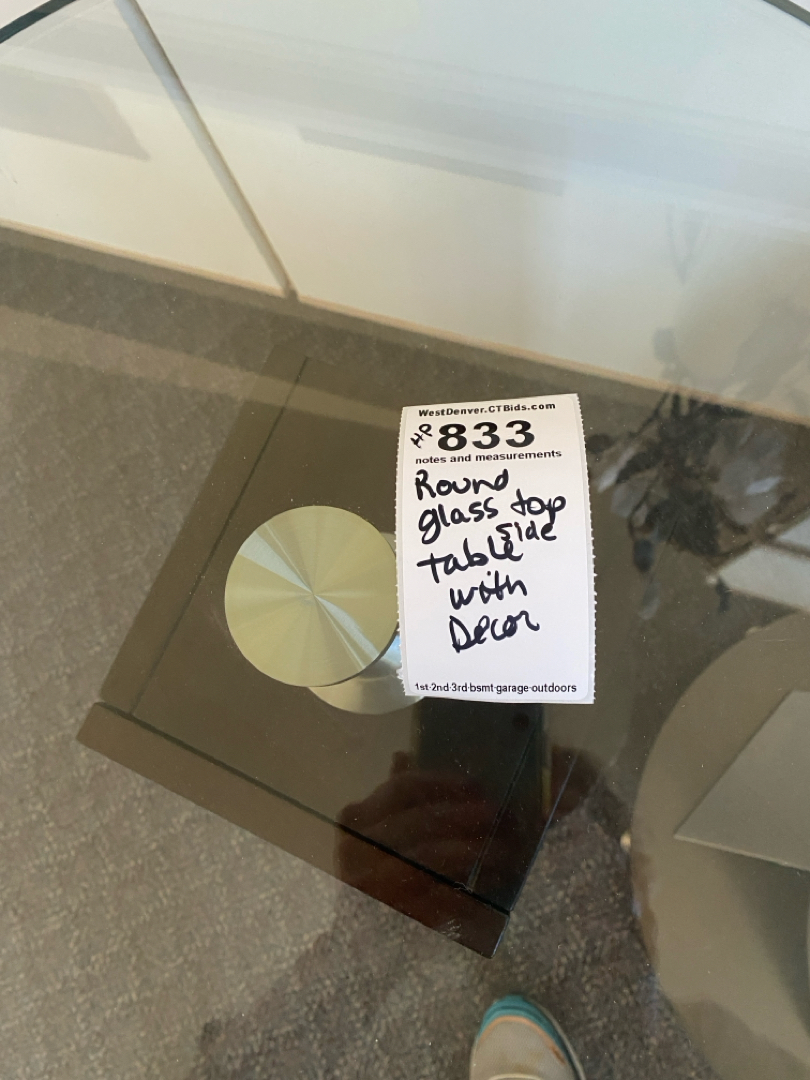 WestDenver.CTBids.com
HP 833
notes and measurements
Round
glass top
side
table
with
Decor
1st-2nd-3rd-bsmt-garage-outdoors